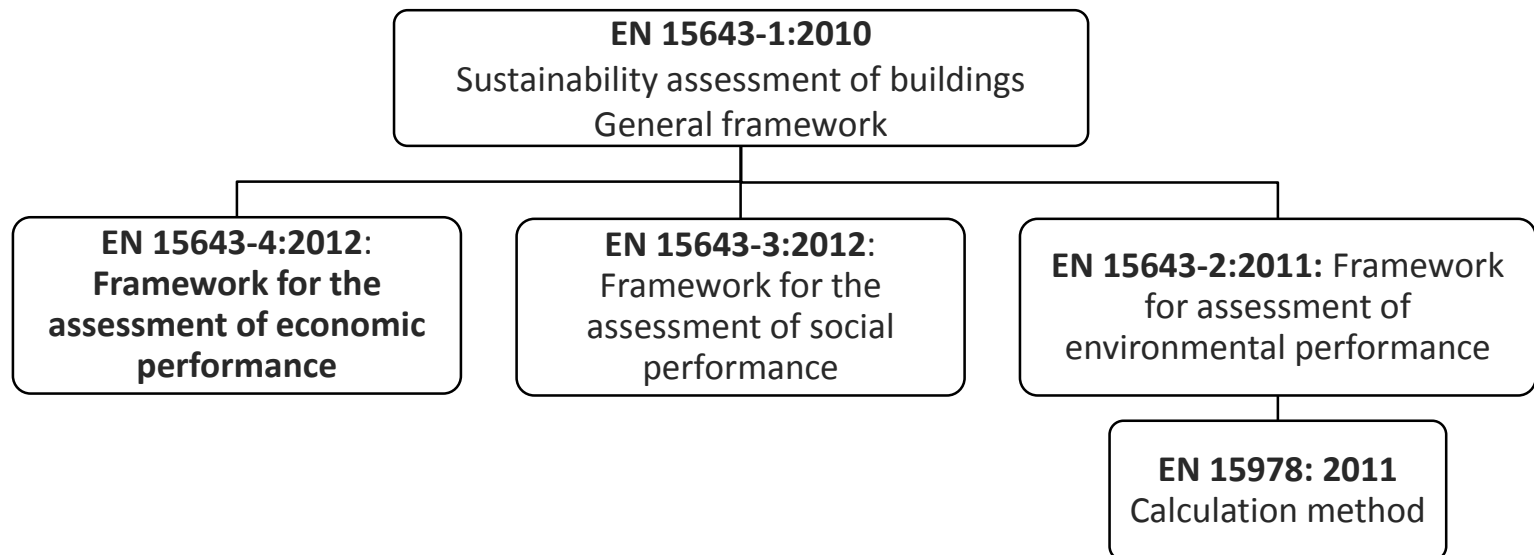 EN 15643-1:2010
Sustainability assessment of buildings
General framework
EN 15643-4:2012:
Framework for the
assessment of economic
performance
EN 15643-3:2012:
Framework for the
assessment of social
performance
EN 15643-2:2011: Framework
for assessment of
environmental performance
EN 15978: 2011
Calculation method